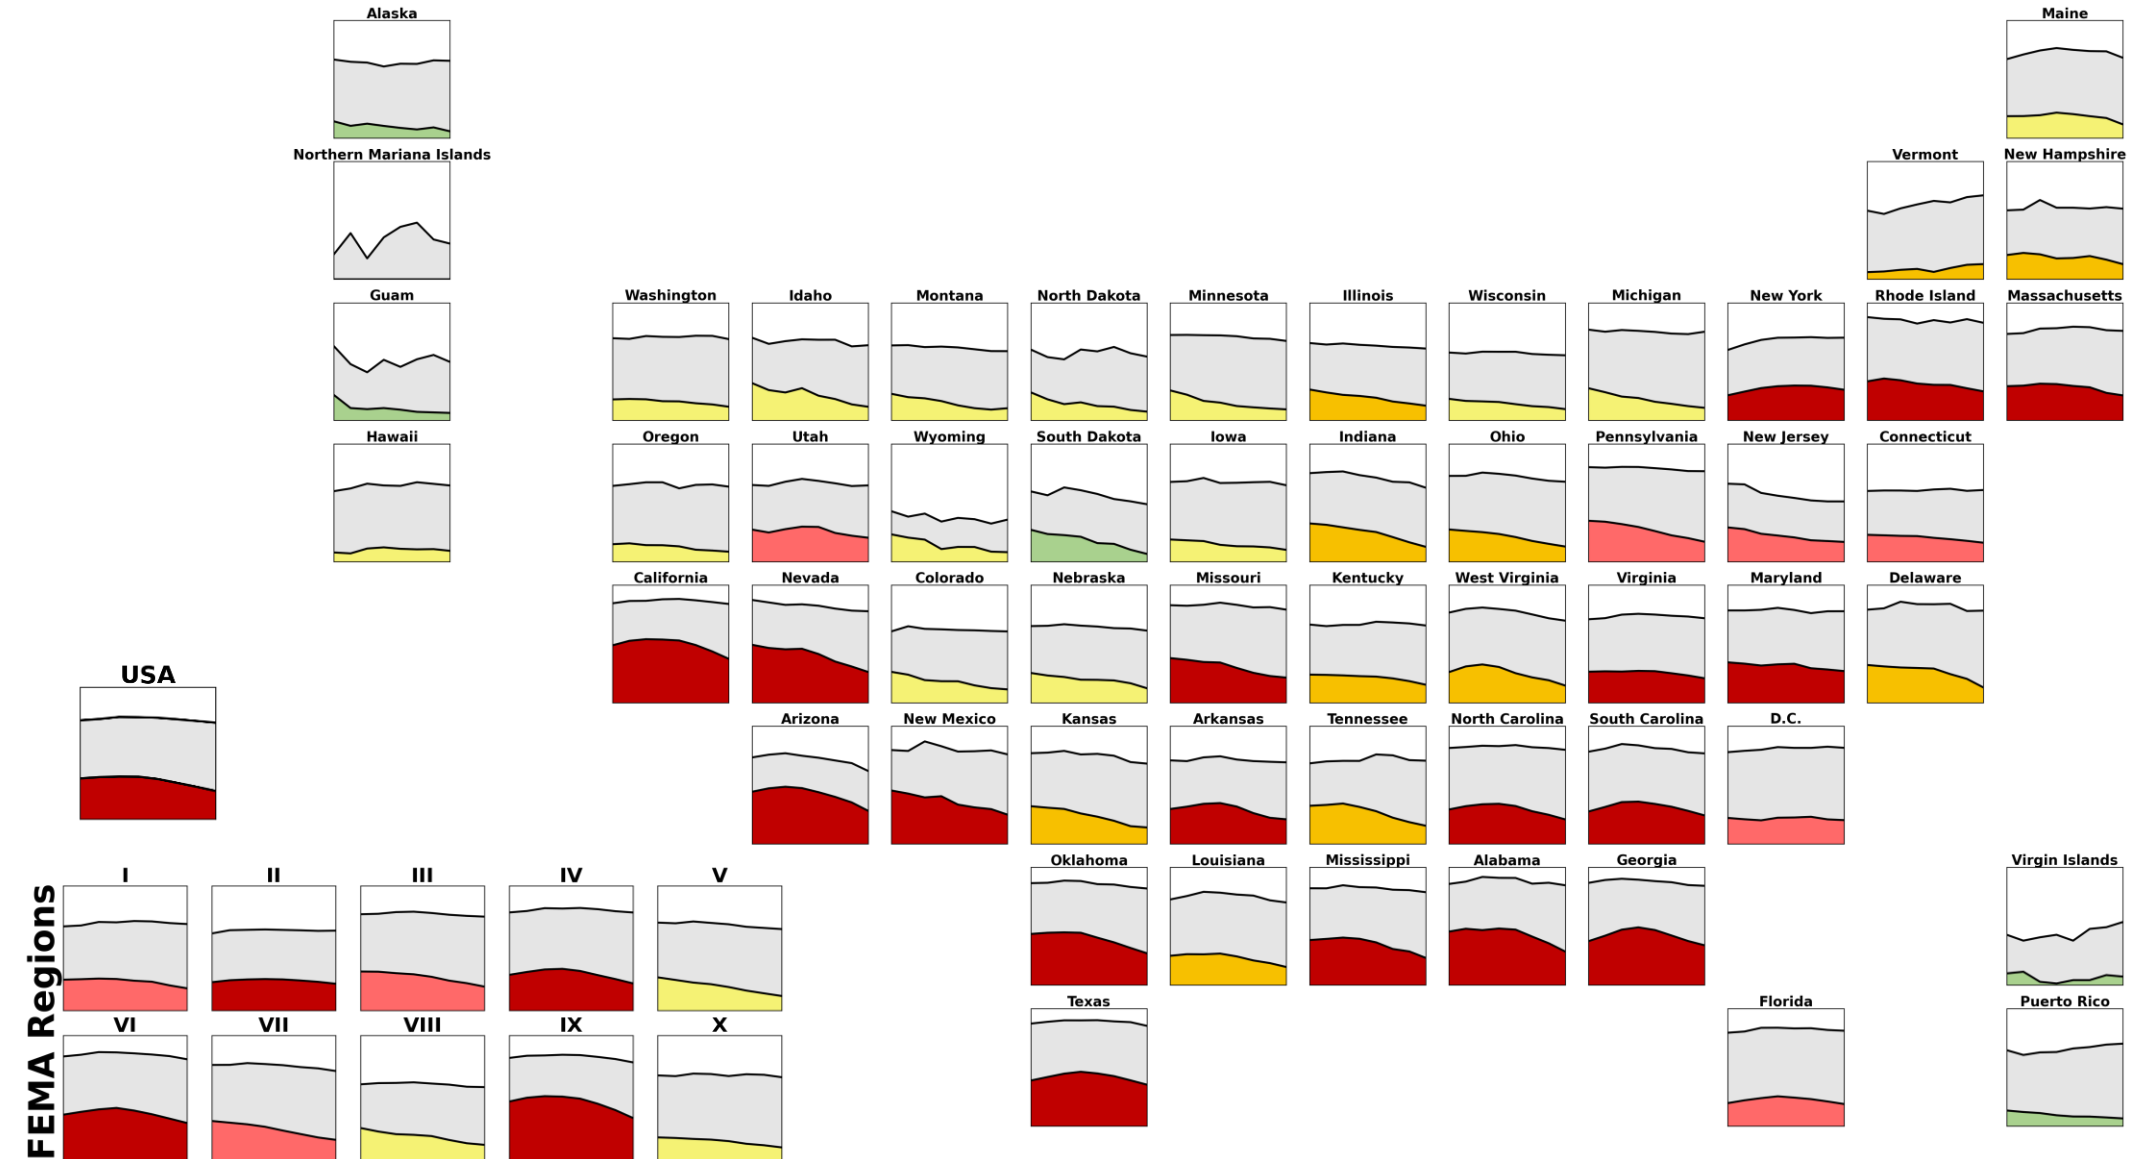 Alaska
Maine
Northern Mariana Islands
Vermont
New Hampshire
Guam
Washington
Idaho
Montana
North Dakota
Minnesota
Illinois
Wisconsin
Michigan
New York
Rhode Island
Massachusetts
Hawaii
Oregon
Utah
Wyoming
South Dakota
Iowa
Indiana
Ohio
Pennsylvania
New Jersey
Connecticut
California
Nevada
Colorado
Nebraska
Missouri
Kentucky
West Virginia
Virginia
Maryland
Delaware
USA
Arizona
New Mexico
Kansas
Arkansas
Tennessee
North Carolina
South Carolina
D.C.
Oklahoma
Louisiana
Mississippi
Alabama
Georgia
Virgin Islands
FEMA Regions
I
II
III
IV
V
Texas
Florida
Puerto Rico
VI
VII
VIII
IX
X